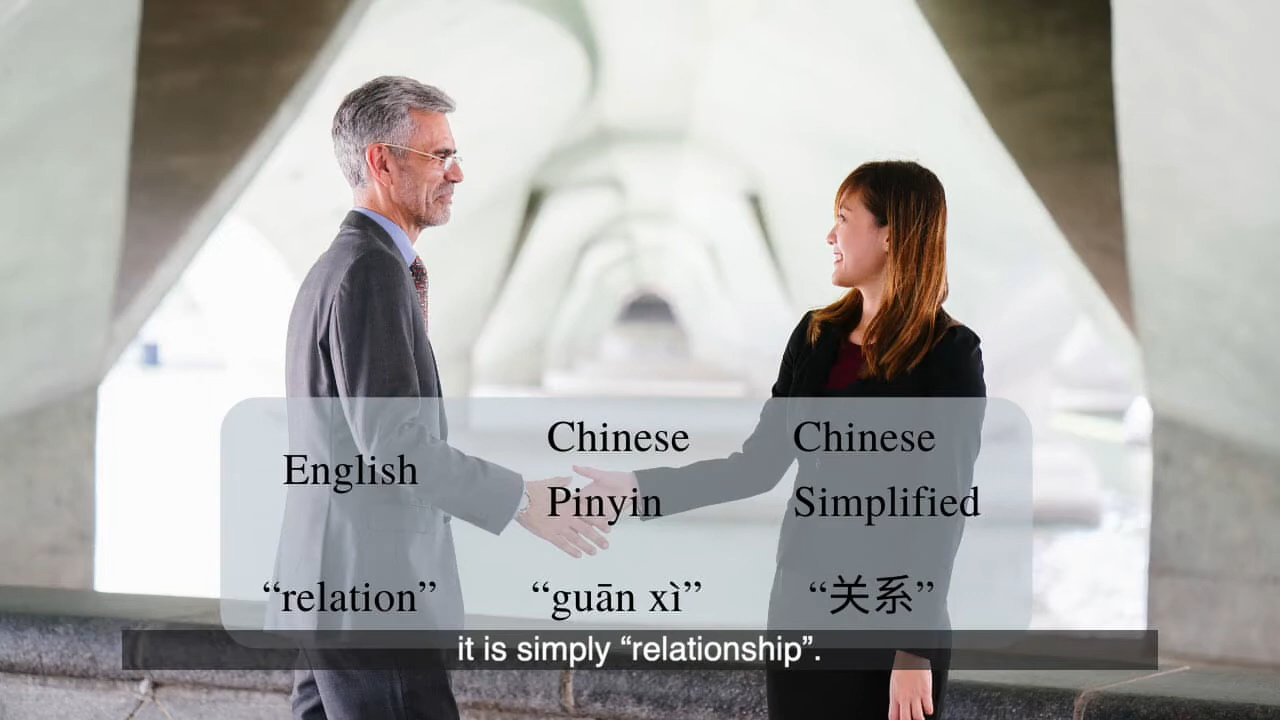 English
Chinese
Pinyin
Chinese
Simplified
“relation”
“guān xì”
“关系”
it is simply “relationship”.